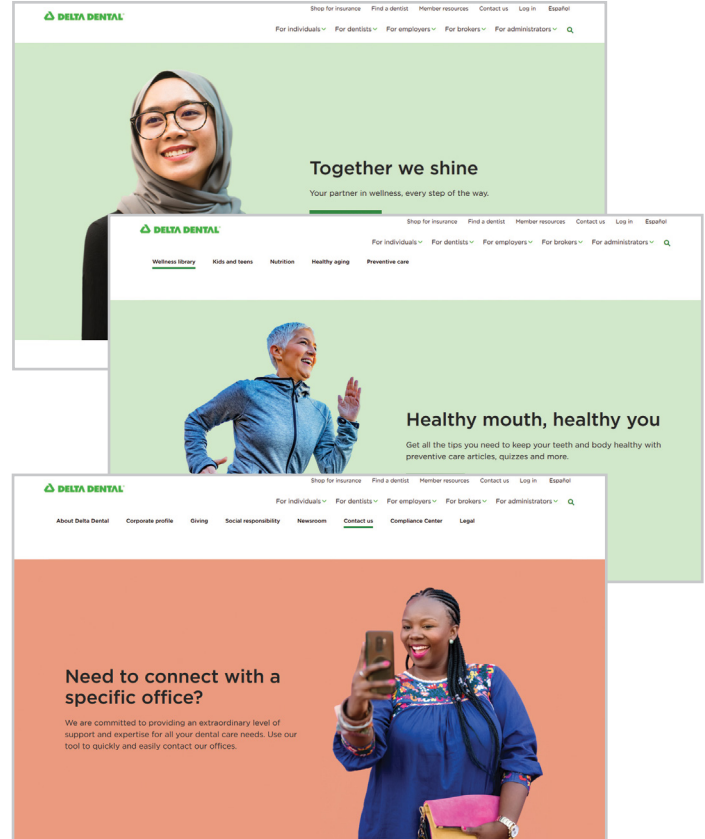 Shop for insurance Find a dentist Member resources Contact us Log in Español
DELTA DENTAL
For individuals For dentists For employers For brokers For administrators
Together we shine
Your partner in wellness, every step of the way.
Shop for insurance Find a dentist Member resources Contact us Log in Español
DELTA DENTAL
For individuals For dentists For employers For brokers For administrators
Wellness library Kids and teens Nutrition Healthy aging Preventive care
Healthy mouth, healthy you
Get all the tips you need to keep your teeth and body healthy with
preventive care articles, quizzes and more.
Shop for insurance Find a dentist Member resources Contact us Log in Español
DELTA DENTAL
For individuals For dentists For employers For brokers For administrators
About Delta Dental Corporate profile Giving Social responsibility Newsroom Contact us Compliance Center Legal
Need to connect with a
specific office?
We are committed to providing an extraordinary level of
support and expertise for all your dental care needs. Use our
tool to quickly and easily contact our offices.